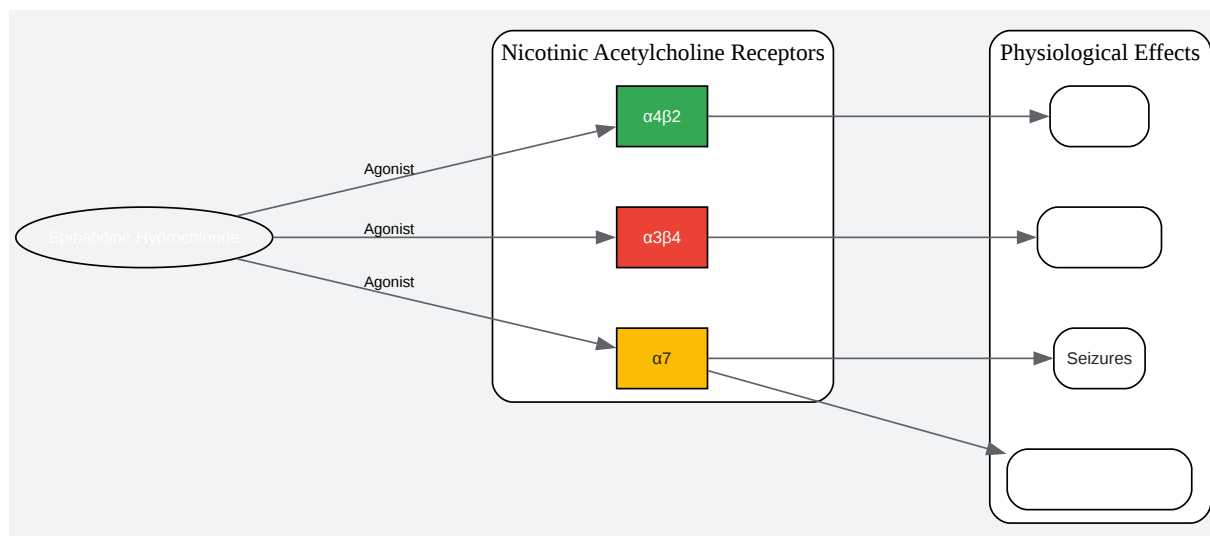 Nicotinic Acetylcholine Receptors
Physiological Effects
α4β2
Agonist
Epibatidine Hydrochloride
Agonist
α3β4
Agonist
α7
Seizures